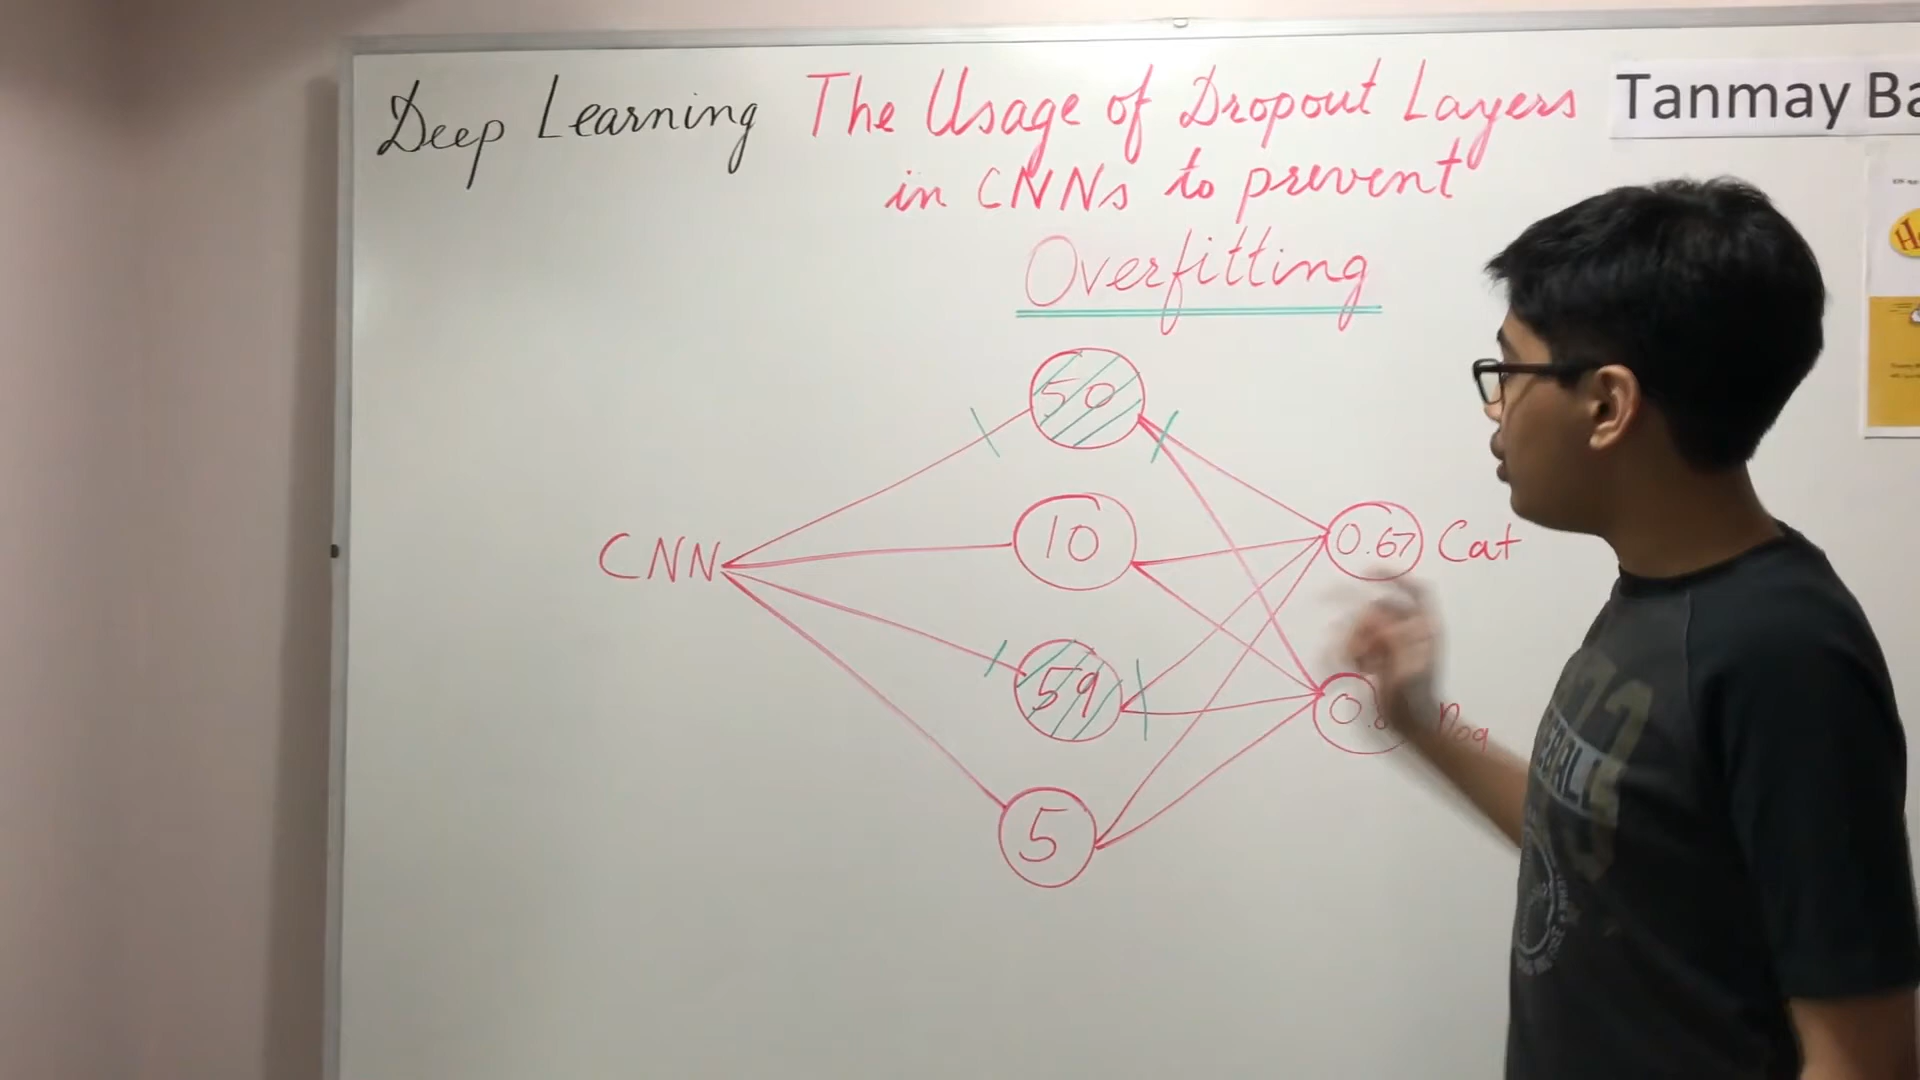 Deep Learning The Usage of Dropout Layers
in CNNs to prevent
Overfitting
Tanmay Ba
50
10
59
5
CNN
0.67 Cat
Dog